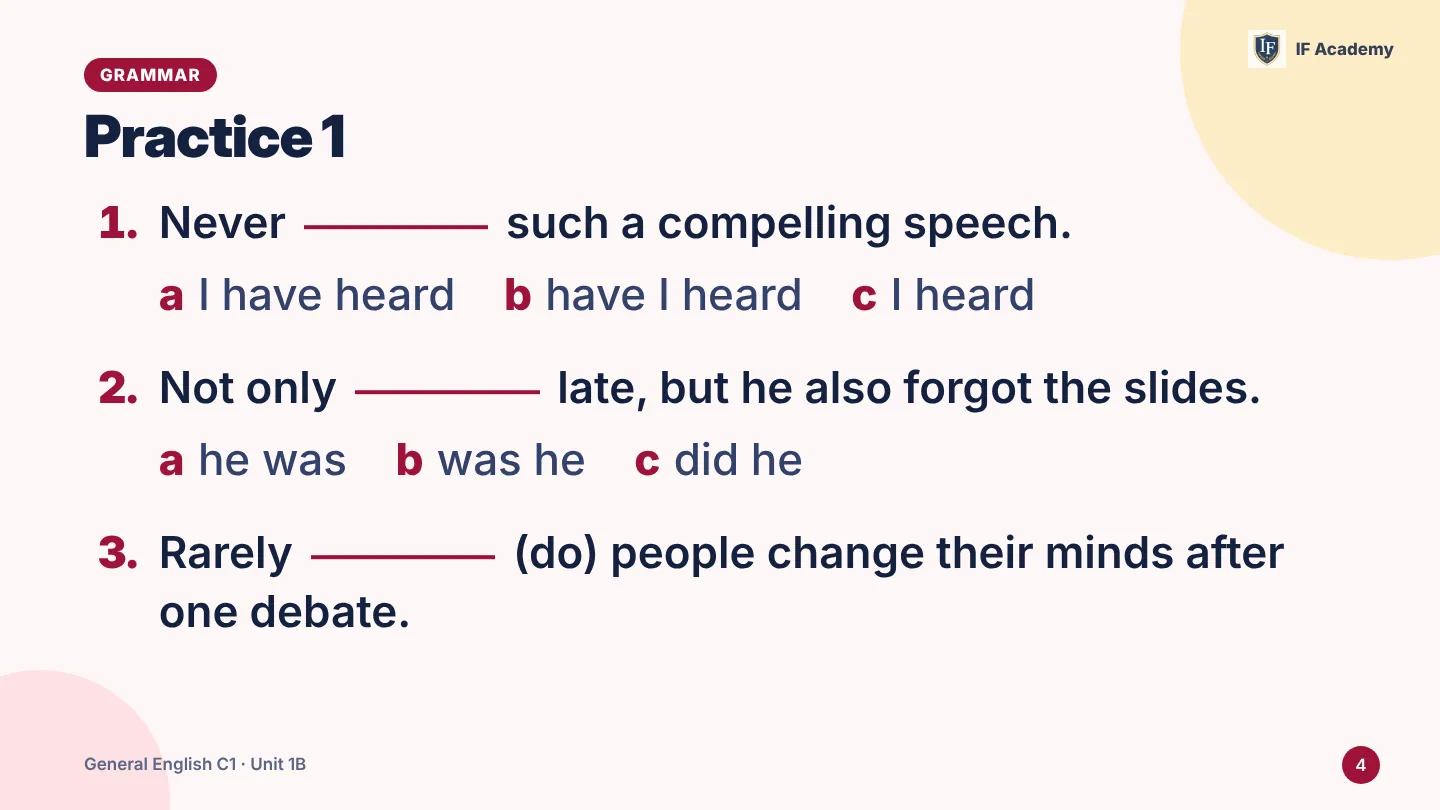 IF Academy
GRAMMAR
Practice 1
1. Never ________ such a compelling speech.
a I have heard b have I heard c I heard
2. Not only ________ late, but he also forgot the slides.
a he was b was he c did he
3. Rarely ________ (do) people change their minds after
one debate.
General English C1 · Unit 1B
4